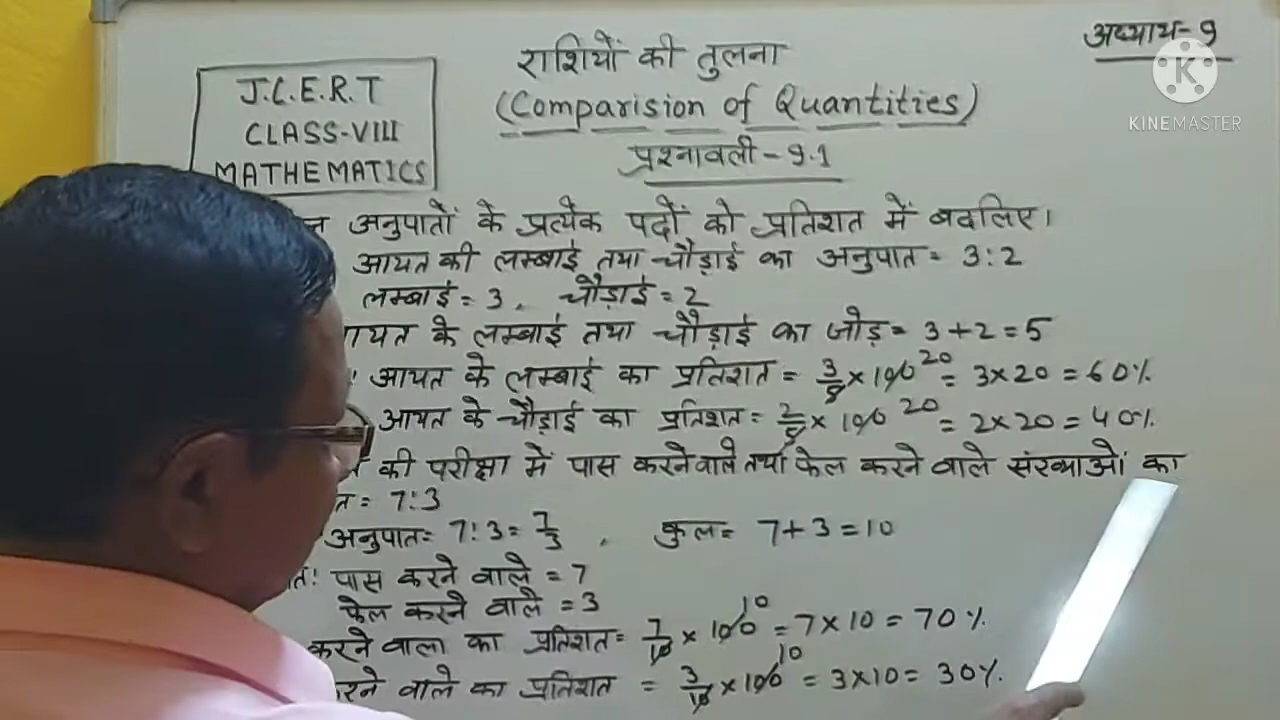 अध्याय-9
राशियों की तुलना
(Comparision of Quantities)
J.C.E.R.T
CLASS-VIII
MATHEMATICS
प्रश्नावली-9.1
KINEMASTER
अनुपातों के प्रत्येक पदों को प्रतिशत में बदलिए।
आयत की लम्बाई तथा चौड़ाई का अनुपात = 3:2
लम्बाई = 3, चौड़ाई = 2
के लम्बाई तथा चौड़ाई का जोड़ = 3+2=5
आयत के लम्बाई का प्रतिशत = 3/5 × 100 20 = 3×20 = 60%
आयत के चौड़ाई का प्रतिशत = 2/5 × 100 20 = 2×20 = 40%
की परीक्षा में पास करने वाले तथा फेल करने वाले संख्याओं का
= 7:3
अनुपात = 7:3 = 7/3, कुल = 7+3=10
पास करने वाले = 7
फेल करने वाले = 3
करने वाला का प्रतिशत = 7/10 × 100 10 = 7×10 = 70%
वाले का प्रतिशत = 3/10 × 100 10 = 3×10 = 30%